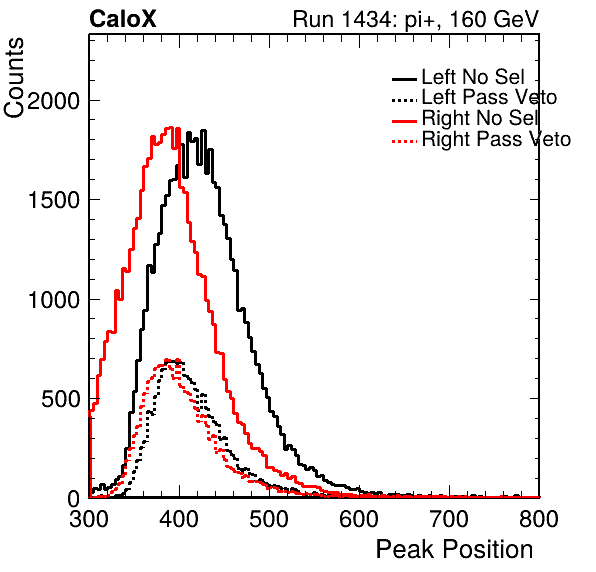 CaloX Run 1434: pi+, 160 GeV
Counts
Left No Sel
Left Pass Veto
Right No Sel
Right Pass Veto
2000
1500
1000
500
0
300 400 500 600 700 800
Peak Position